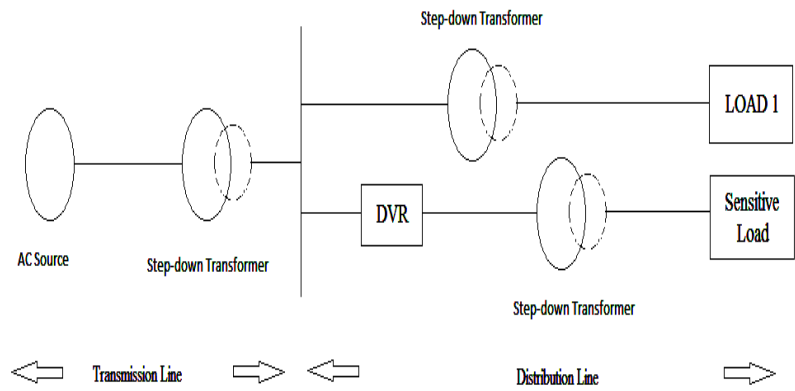 Step-down Transformer
LOAD 1
DVR
Sensitive
Load
AC Source
Step-down Transformer
Step-down Transformer
Transmission Line
Distribution Line